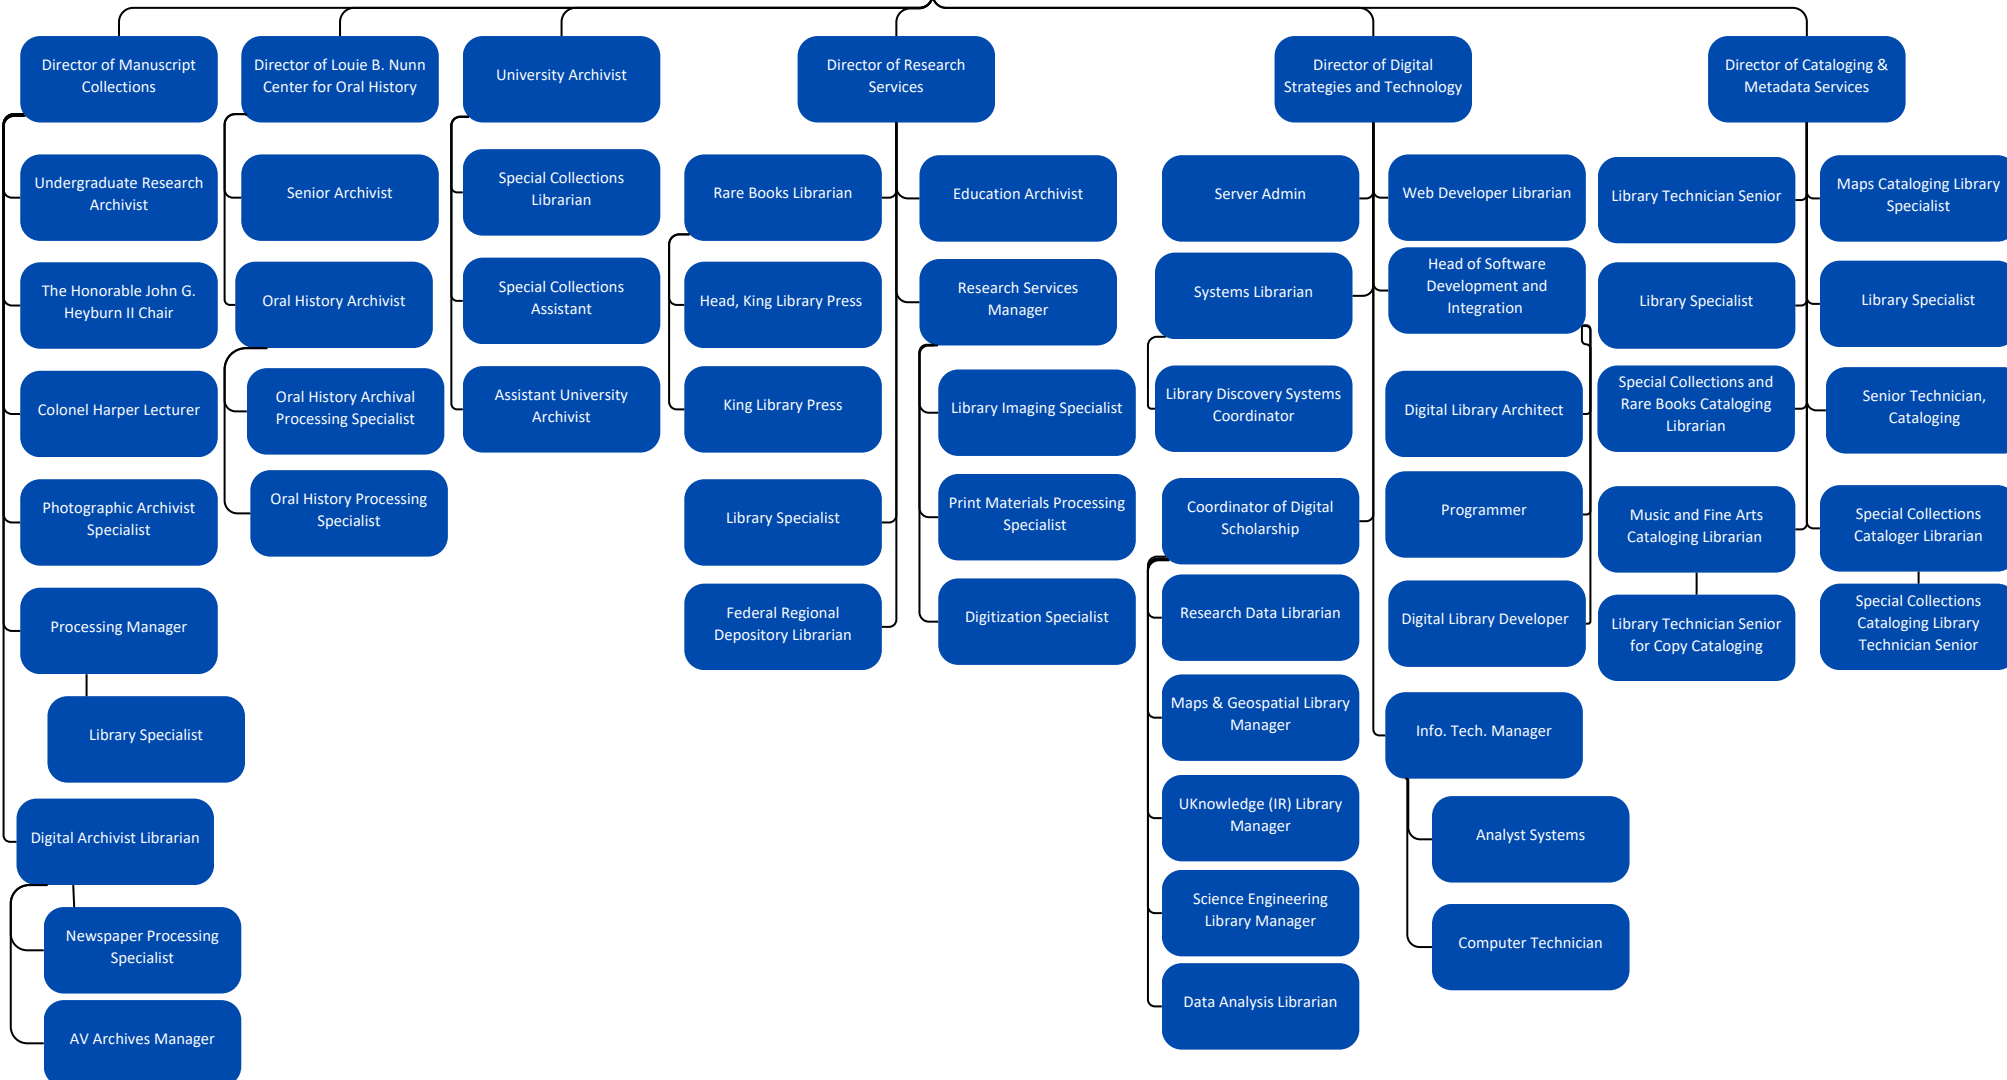 Director of Manuscript
Collections
Director of Louie B. Nunn
Center for Oral History
University Archivist
Director of Research
Services
Director of Digital
Strategies and Technology
Director of Cataloging &
Metadata Services
Undergraduate Research
Archivist
The Honorable John G.
Heyburn II Chair
Colonel Harper Lecturer
Photographic Archivist
Specialist
Processing Manager
Library Specialist
Digital Archivist Librarian
Newspaper Processing
Specialist
AV Archives Manager
Senior Archivist
Oral History Archivist
Oral History Archival
Processing Specialist
Oral History Processing
Specialist
Special Collections
Librarian
Special Collections
Assistant
Assistant University
Archivist
Rare Books Librarian
Head, King Library Press
King Library Press
Library Specialist
Federal Regional
Depository Librarian
Education Archivist
Research Services
Manager
Library Imaging Specialist
Print Materials Processing
Specialist
Digitization Specialist
Server Admin
Systems Librarian
Library Discovery Systems
Coordinator
Coordinator of Digital
Scholarship
Research Data Librarian
Maps & Geospatial Library
Manager
UKnowledge (IR) Library
Manager
Science Engineering
Library Manager
Data Analysis Librarian
Web Developer Librarian
Head of Software
Development and
Integration
Digital Library Architect
Programmer
Digital Library Developer
Info. Tech. Manager
Analyst Systems
Computer Technician
Library Technician Senior
Library Specialist
Special Collections and
Rare Books Cataloging
Librarian
Music and Fine Arts
Cataloging Librarian
Library Technician Senior
for Copy Cataloging
Maps Cataloging Library
Specialist
Library Specialist
Senior Technician,
Cataloging
Special Collections
Cataloger Librarian
Special Collections
Cataloging Library
Technician Senior